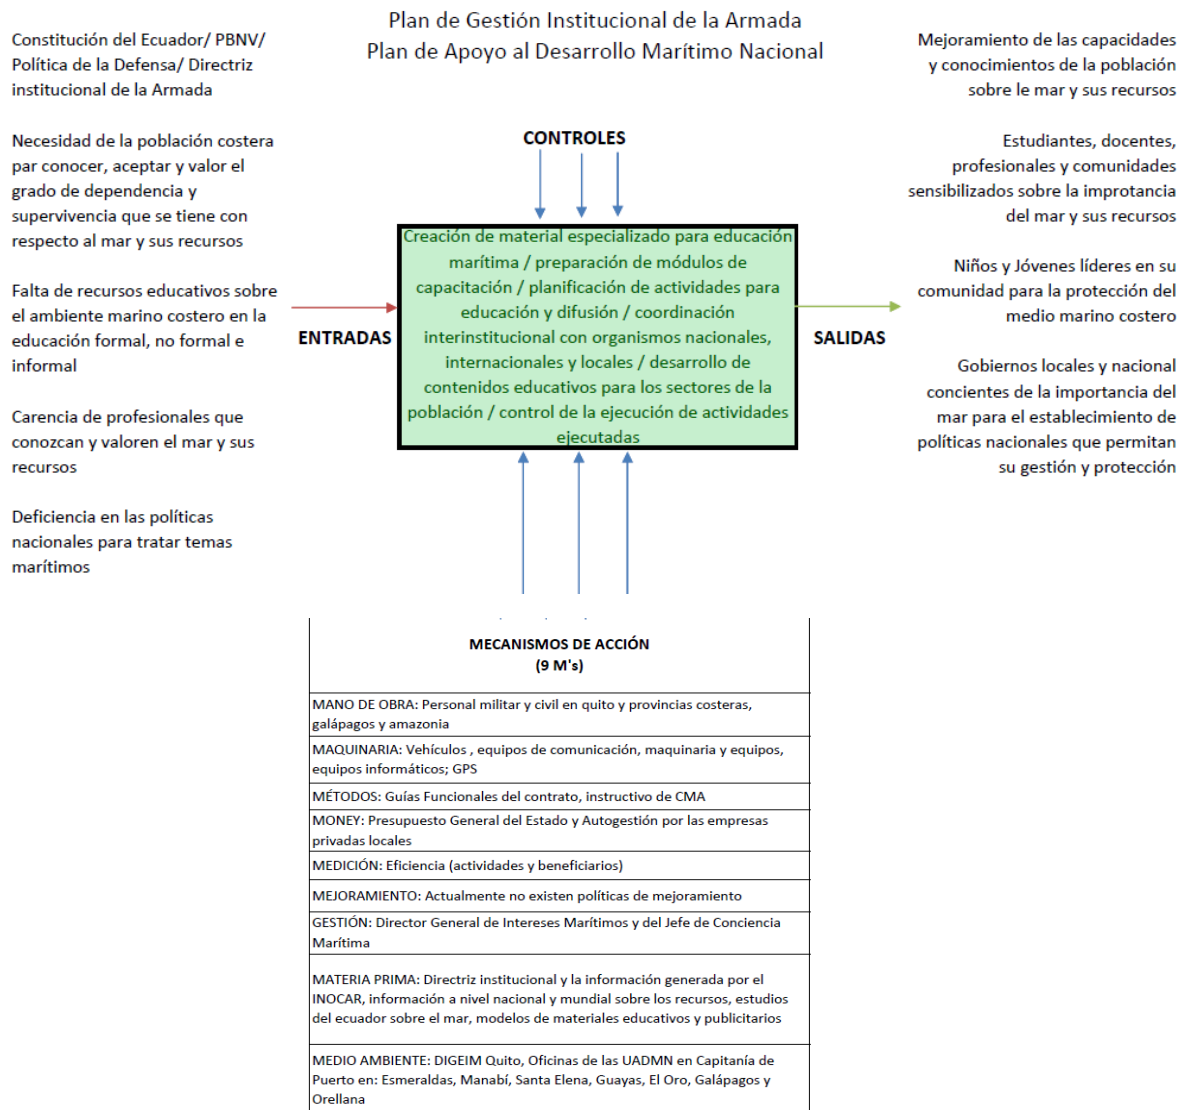 Plan de Gestión Institucional de la Armada
Plan de Apoyo al Desarrollo Marítimo Nacional
Constitución del Ecuador/ PBNV/
Política de la Defensa/ Directriz
institucional de la Armada
Necesidad de la población costera
par conocer, aceptar y valor el
grado de dependencia y
supervivencia que se tiene con
respecto al mar y sus recursos
Falta de recursos educativos sobre
el ambiente marino costero en la
educación formal, no formal e
informal
Carencia de profesionales que
conozcan y valoren el mar y sus
recursos
Deficiencia en las políticas
nacionales para tratar temas
marítimos
ENTRADAS
CONTROLES
Creación de material especializado para educación
marítima / preparación de módulos de
capacitación / planificación de actividades para
educación y difusión / coordinación
interinstitucional con organismos nacionales,
internacionales y locales / desarrollo de
contenidos educativos para los sectores de la
población / control de la ejecución de actividades
ejecutadas
SALIDAS
Mejoramiento de las capacidades
y conocimientos de la población
sobre le mar y sus recursos
Estudiantes, docentes,
profesionales y comunidades
sensibilizados sobre la improtancia
del mar y sus recursos
Niños y Jóvenes líderes en su
comunidad para la protección del
medio marino costero
Gobiernos locales y nacional
concientes de la importancia del
mar para el establecimiento de
políticas nacionales que permitan
su gestión y protección
MECANISMOS DE ACCIÓN
(9 M's)
MANO DE OBRA: Personal militar y civil en quito y provincias costeras,
galápagos y amazonia
MAQUINARIA: Vehículos , equipos de comunicación, maquinaria y equipos,
equipos informáticos; GPS
MÉTODOS: Guías Funcionales del contrato, instructivo de CMA
MONEY: Presupuesto General del Estado y Autogestión por las empresas
privadas locales
MEDICIÓN: Eficiencia (actividades y beneficiarios)
MEJORAMIENTO: Actualmente no existen políticas de mejoramiento
GESTIÓN: Director General de Intereses Marítimos y del Jefe de Conciencia
Marítima
MATERIA PRIMA: Directriz institucional y la información generada por el
INOCAR, información a nivel nacional y mundial sobre los recursos, estudios
del ecuador sobre el mar, modelos de materiales educativos y publicitarios
MEDIO AMBIENTE: DIGEIM Quito, Oficinas de las UADMN en Capitanía de
Puerto en: Esmeraldas, Manabí, Santa Elena, Guayas, El Oro, Galápagos y
Orellana